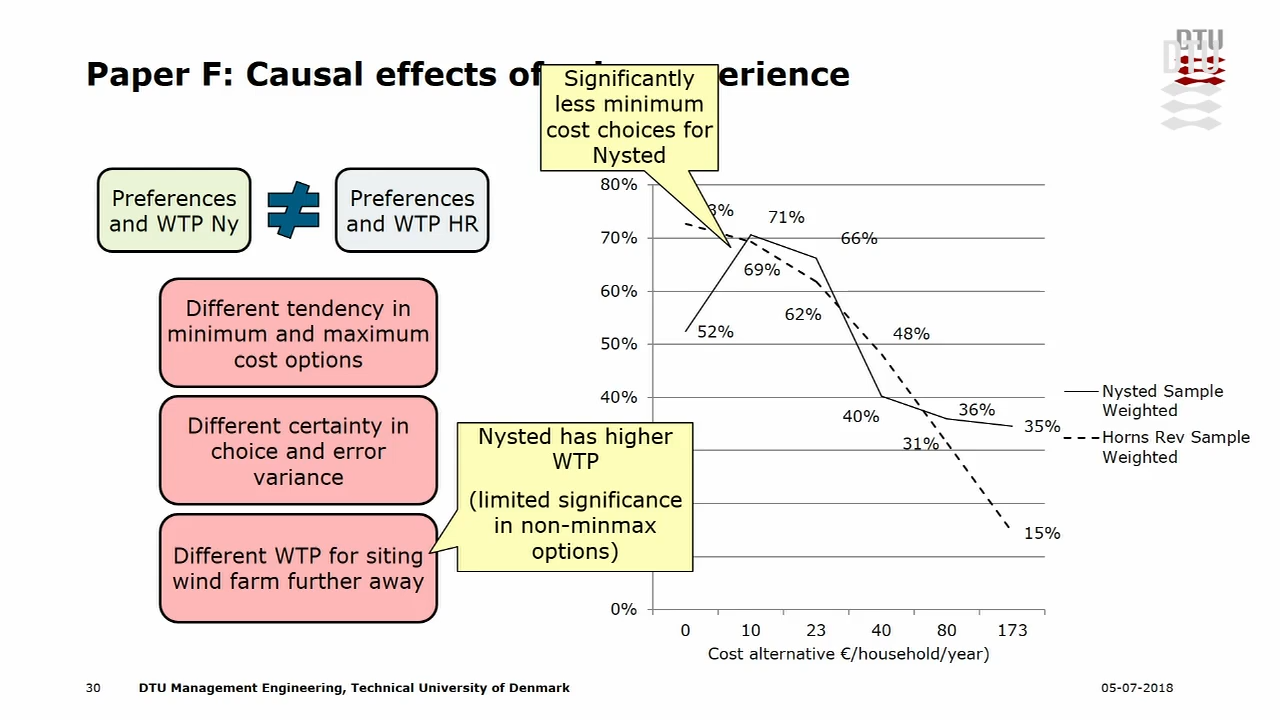 Paper F: Causal effects of erience
DTU
DTU
Significantly
less minimum
cost choices for
Nysted
Preferences
and WTP Ny
≠
Preferences
and WTP HR
Different tendency in
minimum and maximum
cost options
Different certainty in
choice and error
variance
Different WTP for siting
wind farm further away
Nysted has higher
WTP
(limited significance
in non-minmax
options)
80%
70%
60%
50%
40%
0%
3%
71%
66%
69%
52%
62%
48%
40%
36%
35%
31%
15%
0 10 23 40 80 173
Cost alternative €/household/year)
Nysted Sample
Weighted
Horns Rev Sample
Weighted
30 DTU Management Engineering, Technical University of Denmark 05-07-2018